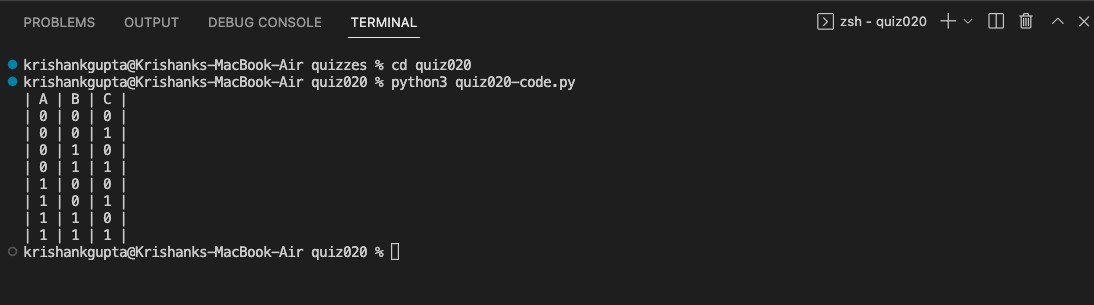 PROBLEMS OUTPUT DEBUG CONSOLE TERMINAL zsh - quiz020
krishankgupta@Krishanks-MacBook-Air quizzes % cd quiz020
krishankgupta@Krishanks-MacBook-Air quiz020 % python3 quiz020-code.py
| A | B | C |
| 0 | 0 | 0 |
| 0 | 0 | 1 |
| 0 | 1 | 0 |
| 0 | 1 | 1 |
| 1 | 0 | 0 |
| 1 | 0 | 1 |
| 1 | 1 | 0 |
| 1 | 1 | 1 |
krishankgupta@Krishanks-MacBook-Air quiz020 %